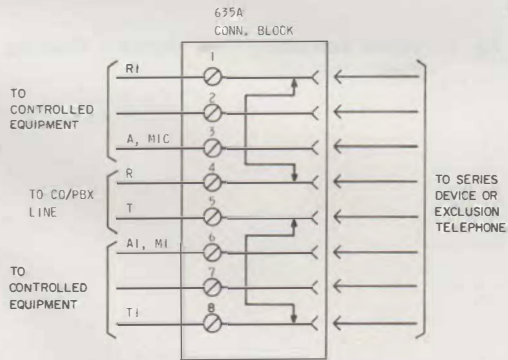 635A
CONN. BLOCK
TO
CONTROLLED
EQUIPMENT
R1
1
2
A, MIC
3
TO CO/PBX
LINE
R
4
T
5
TO
CONTROLLED
EQUIPMENT
A1, M1
6
7
T1
8
TO SERIES
DEVICE OR
EXCLUSION
TELEPHONE